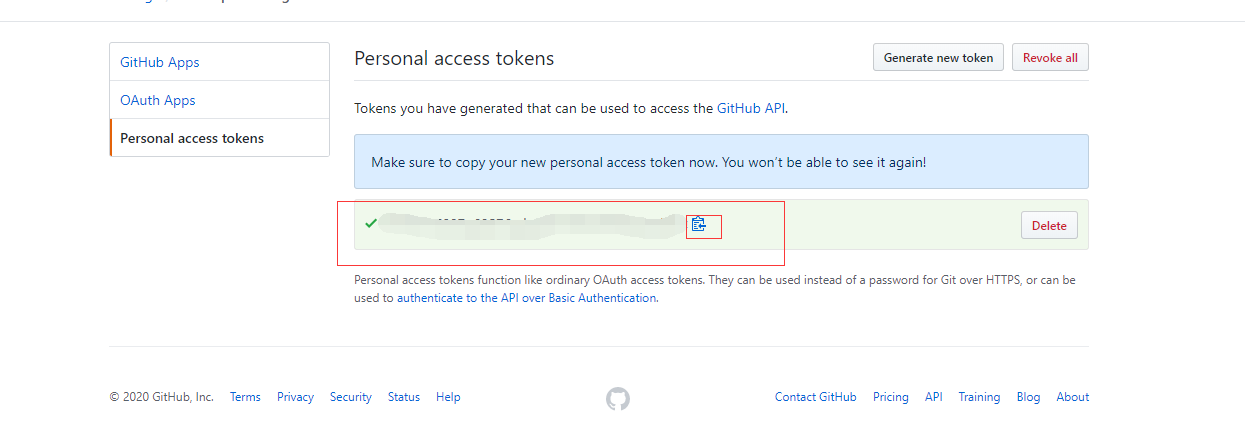 GitHub Apps
OAuth Apps
Personal access tokens
Personal access tokens
Generate new token
Revoke all
Tokens you have generated that can be used to access the GitHub API.
Make sure to copy your new personal access token now. You won’t be able to see it again!
Delete
Personal access tokens function like ordinary OAuth access tokens. They can be used instead of a password for Git over HTTPS, or can be
used to authenticate to the API over Basic Authentication.
© 2020 GitHub, Inc.
Terms
Privacy
Security
Status
Help
Contact GitHub
Pricing
API
Training
Blog
About